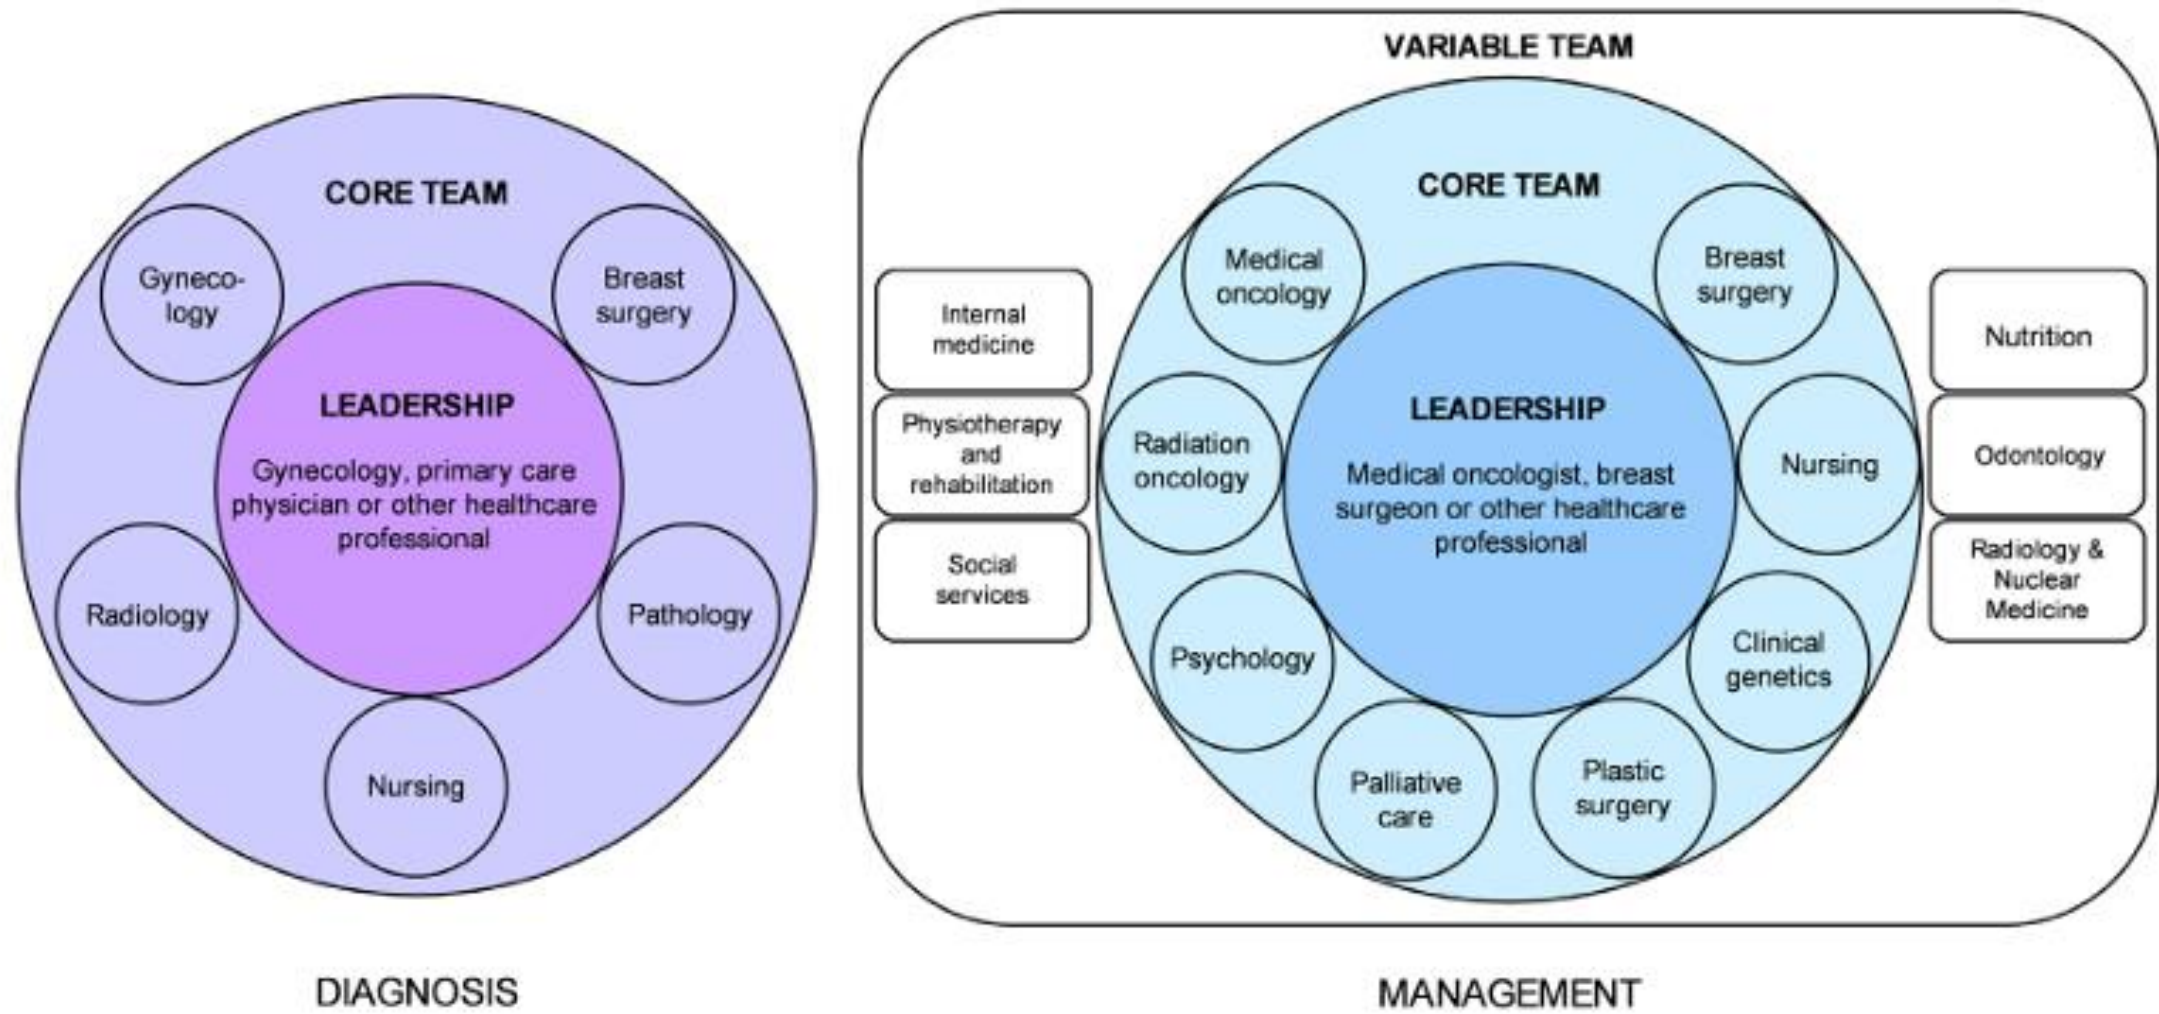 CORE TEAM
Gyneco-
logy
Breast
surgery
LEADERSHIP
Gynecology, primary care
physician or other healthcare
professional
Radiology
Pathology
Nursing
DIAGNOSIS
VARIABLE TEAM
CORE TEAM
Medical
oncology
Breast
surgery
Internal
medicine
Physiotherapy
and
rehabilitation
Social
services
Radiation
oncology
LEADERSHIP
Medical oncologist, breast
surgeon or other healthcare
professional
Nursing
Nutrition
Odontology
Radiology &
Nuclear
Medicine
Psychology
Clinical
genetics
Palliative
care
Plastic
surgery
MANAGEMENT